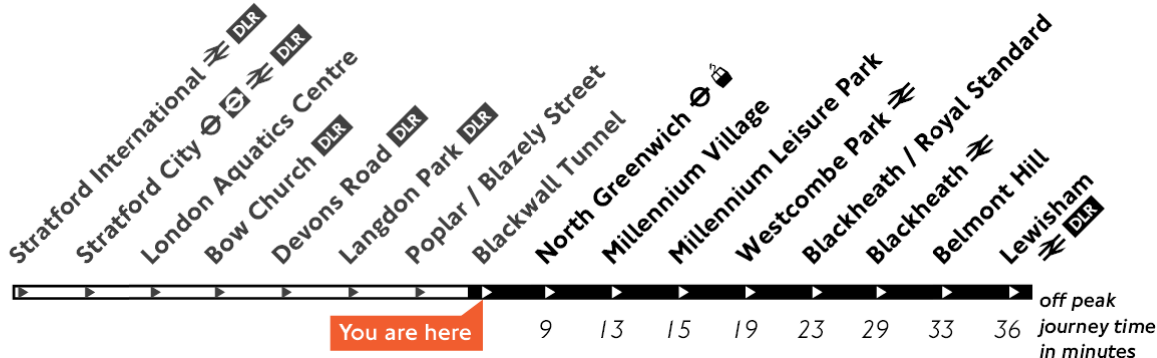 Stratford International DLR
Stratford City DLR
London Aquatics Centre
Bow Church DLR
Devons Road DLR
Langdon Park DLR
Poplar / Blazely Street
Blackwall Tunnel
North Greenwich
Millennium Village
Millennium Leisure Park
Westcombe Park
Blackheath / Royal Standard
Blackheath
Belmont Hill
Lewisham
DLR
You are here
9 13 15 19 23 29 33 36
off peak
journey time
in minutes